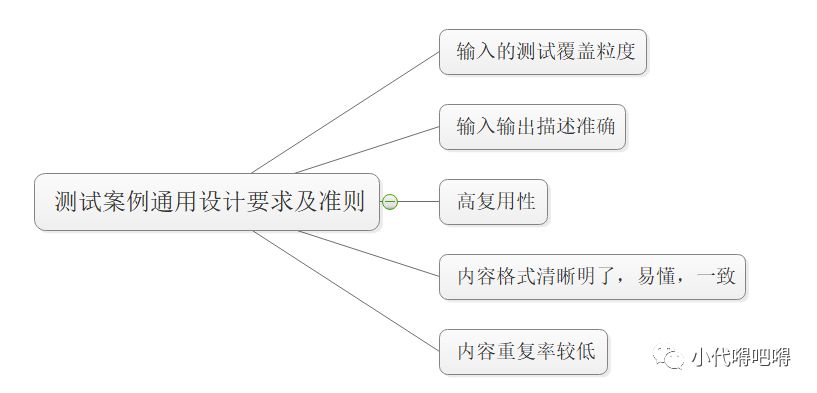 输入的测试覆盖粒度
输入输出描述准确
测试案例通用设计要求及准则
高复用性
内容格式清晰明了，易懂，一致
内容重复率较低
小代嘚吧嘚